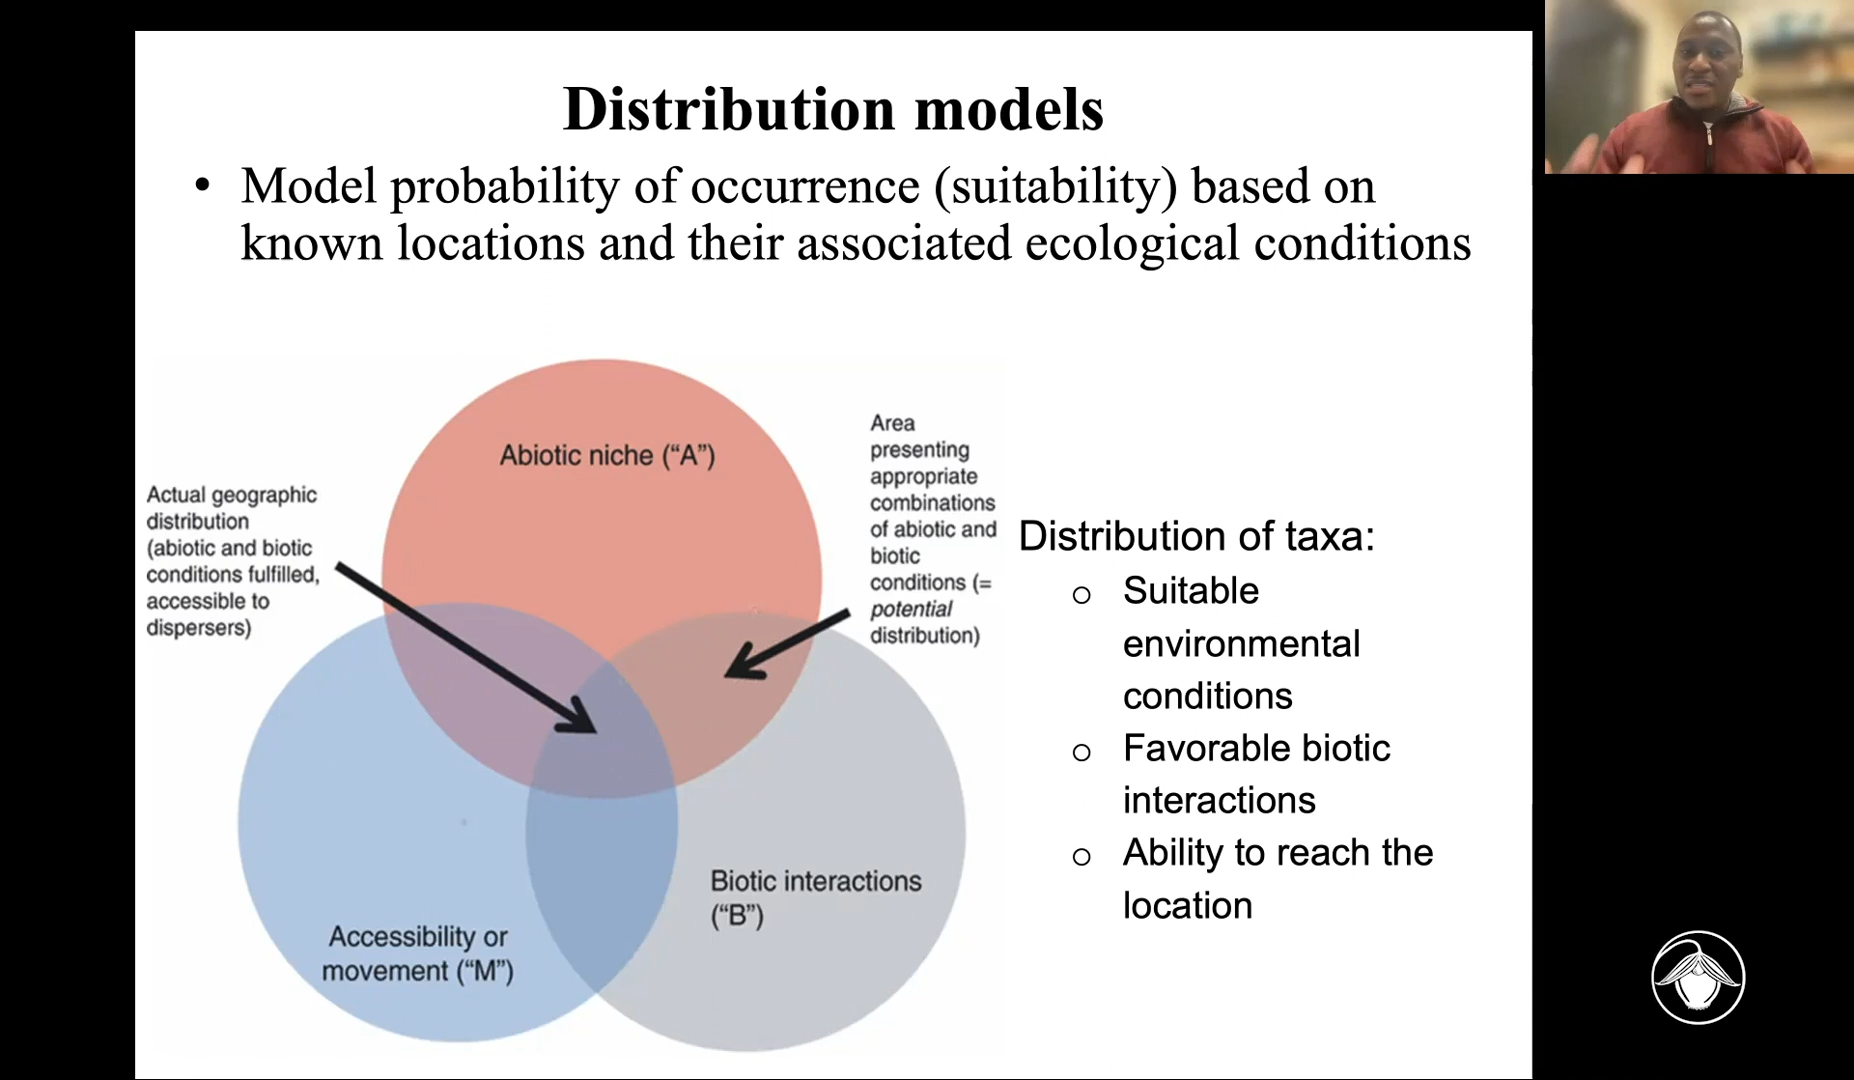 Distribution models
• Model probability of occurrence (suitability) based on
known locations and their associated ecological conditions
Abiotic niche (“A”)
Actual geographic
distribution
(abiotic and biotic
conditions fulfilled,
accessible to
dispersers)
Area
presenting
appropriate
combinations
of abiotic and
biotic
conditions (=
potential
distribution)
Accessibility or
movement (“M”)
Biotic interactions
(“B”)
Distribution of taxa:
o Suitable
environmental
conditions
o Favorable biotic
interactions
o Ability to reach the
location